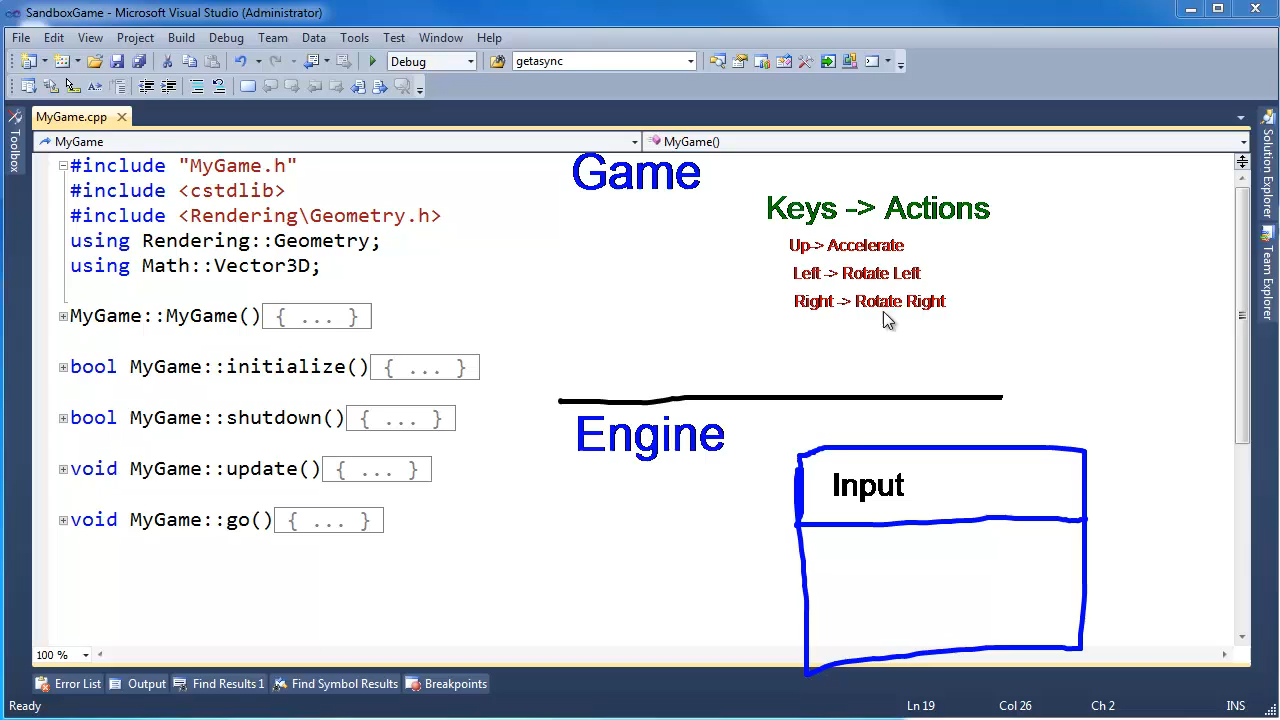 SandboxGame - Microsoft Visual Studio (Administrator)
File Edit View Project Build Debug Team Data Tools Test Window Help
Debug getasync
MyGame.cpp
MyGame MyGame()
#include "MyGame.h"
#include <cstdlib>
#include <Rendering\Geometry.h>
using Rendering::Geometry;
using Math::Vector3D;
MyGame::MyGame(){ ... }
bool MyGame::initialize(){ ... }
bool MyGame::shutdown(){ ... }
void MyGame::update(){ ... }
void MyGame::go(){ ... }
Game
Keys -> Actions
Up-> Accelerate
Left -> Rotate Left
Right -> Rotate Right
Engine
Input
Toolbox
Solution Explorer
Team Explorer
100 %
Error List Output Find Results 1 Find Symbol Results Breakpoints
Ready Ln 19 Col 26 Ch 2 INS